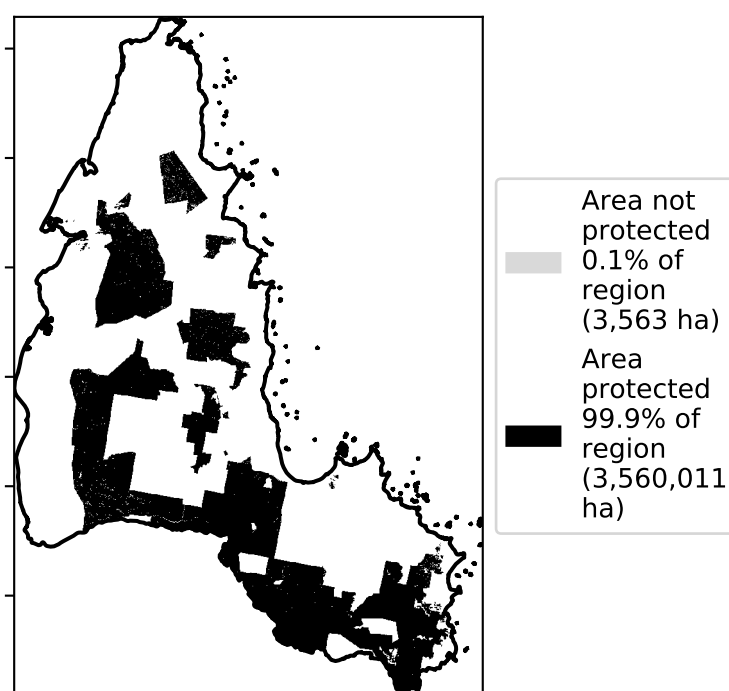 Area not
protected
0.1% of
region
(3,563 ha)
Area
protected
99.9% of
region
(3,560,011
ha)